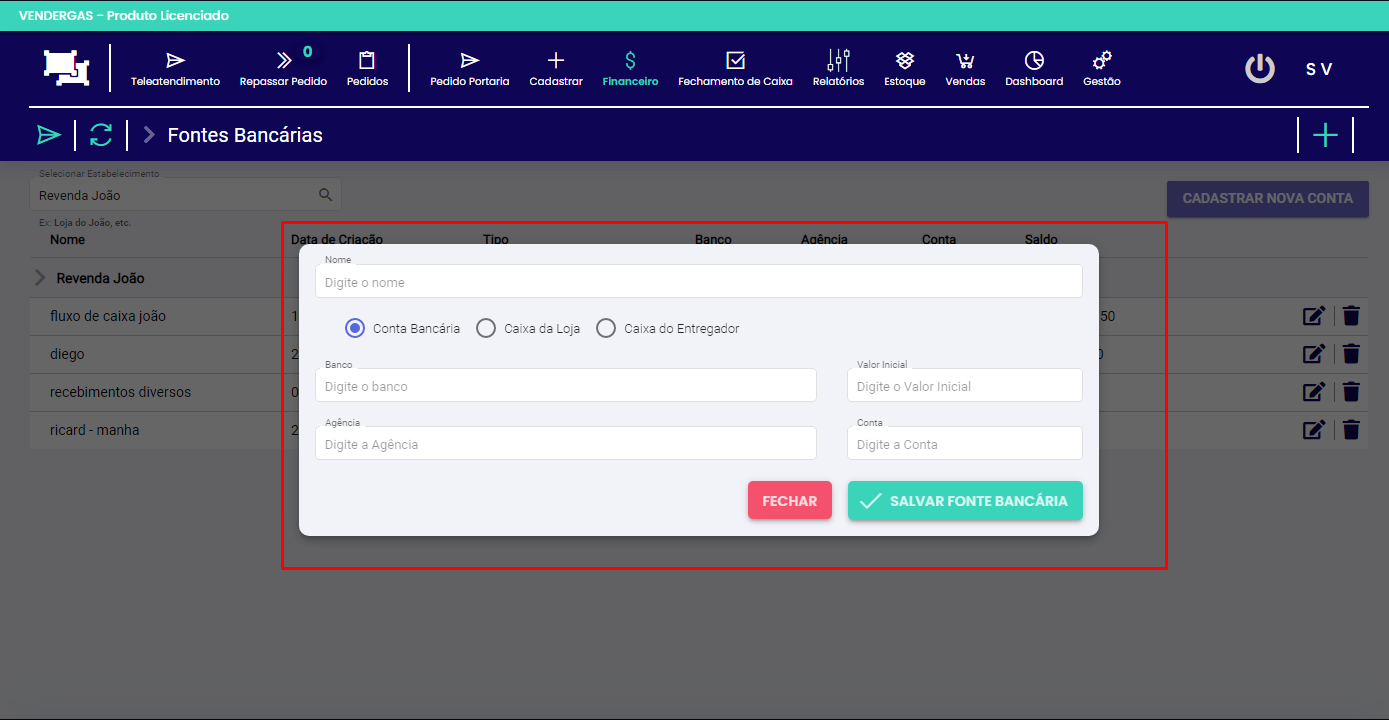 VENDERGAS - Produto Licenciado
0
Teleatendimento Repassar Pedido Pedidos Pedido Portaria Cadastrar Financeiro Fechamento de Caixa Relatórios Estoque Vendas Dashboard Gestão S V
Fontes Bancárias
Selecionar Estabelecimento
Revenda João
CADASTRAR NOVA CONTA
Ex: Loja do João, etc.
Nome Data de Criação Tipo Banco Agência Conta Saldo
Revenda João
fluxo de caixa joão 1 50
diego 2 0
recebimentos diversos 0
ricard - manha 2
Nome
Digite o nome
Conta Bancária Caixa da Loja Caixa do Entregador
Banco Valor Inicial
Digite o banco Digite o Valor Inicial
Agência Conta
Digite a Agência Digite a Conta
FECHAR SALVAR FONTE BANCÁRIA